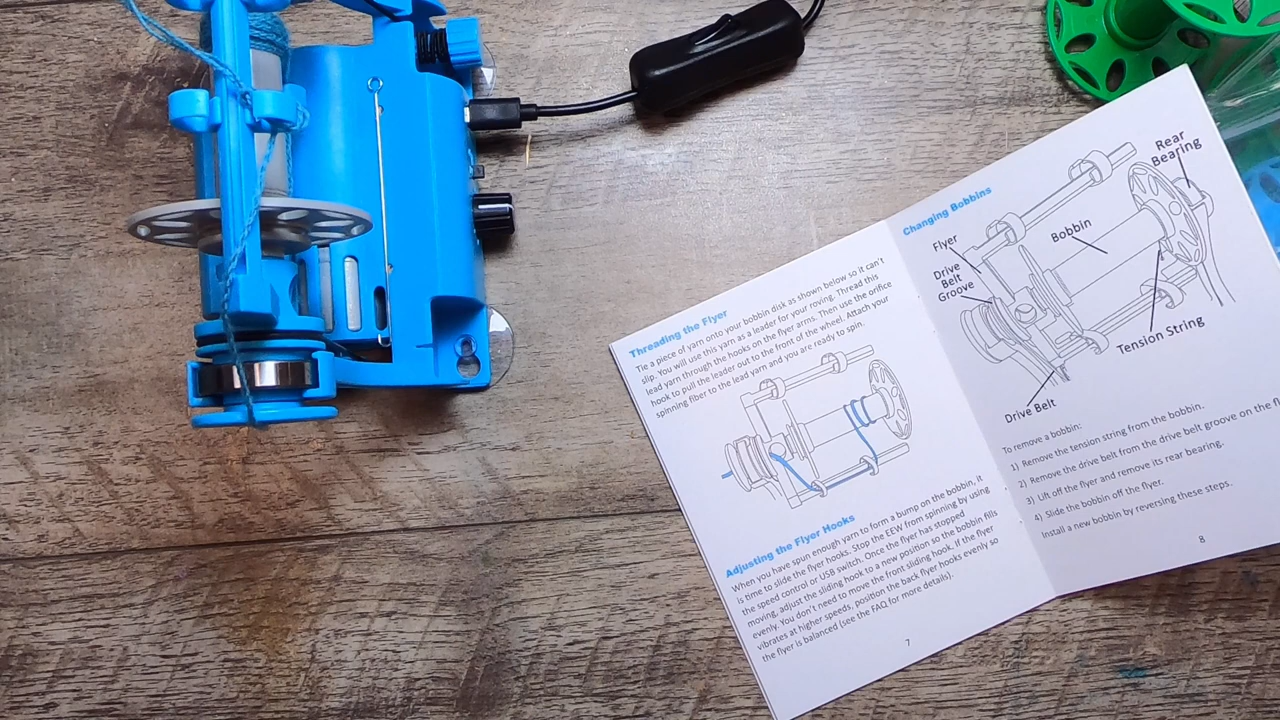 Threading the Flyer
Tie a piece of yarn onto your bobbin disk as shown below so it can't
slip. You will use this yarn as a leader for your roving. Thread this
lead yarn through the hooks on the flyer arms. Then use the orifice
hook to pull the leader out to the front of the wheel. Attach your
spinning fiber to the lead yarn and you are ready to spin.
Adjusting the Flyer Hooks
When you have spun enough yarn to form a bump on the bobbin, it
is time to slide the flyer hooks. Stop the EEW from spinning by using
the speed control or USB switch. Once the flyer has stopped
moving, adjust the sliding hook to a new position so the bobbin fills
evenly. You don't need to move the front sliding hook. If the flyer
vibrates at higher speeds, position the back flyer hooks evenly so
the flyer is balanced (see the FAQ for more details).
7
Changing Bobbins
Rear
Bearing
Flyer
Bobbin
Drive
Belt
Groove
Tension String
Drive Belt
To remove a bobbin:
1) Remove the tension string from the bobbin.
2) Remove the drive belt from the drive belt groove on the
3) Lift off the flyer and remove its rear bearing.
4) Slide the bobbin off the flyer.
Install a new bobbin by reversing these steps.
8